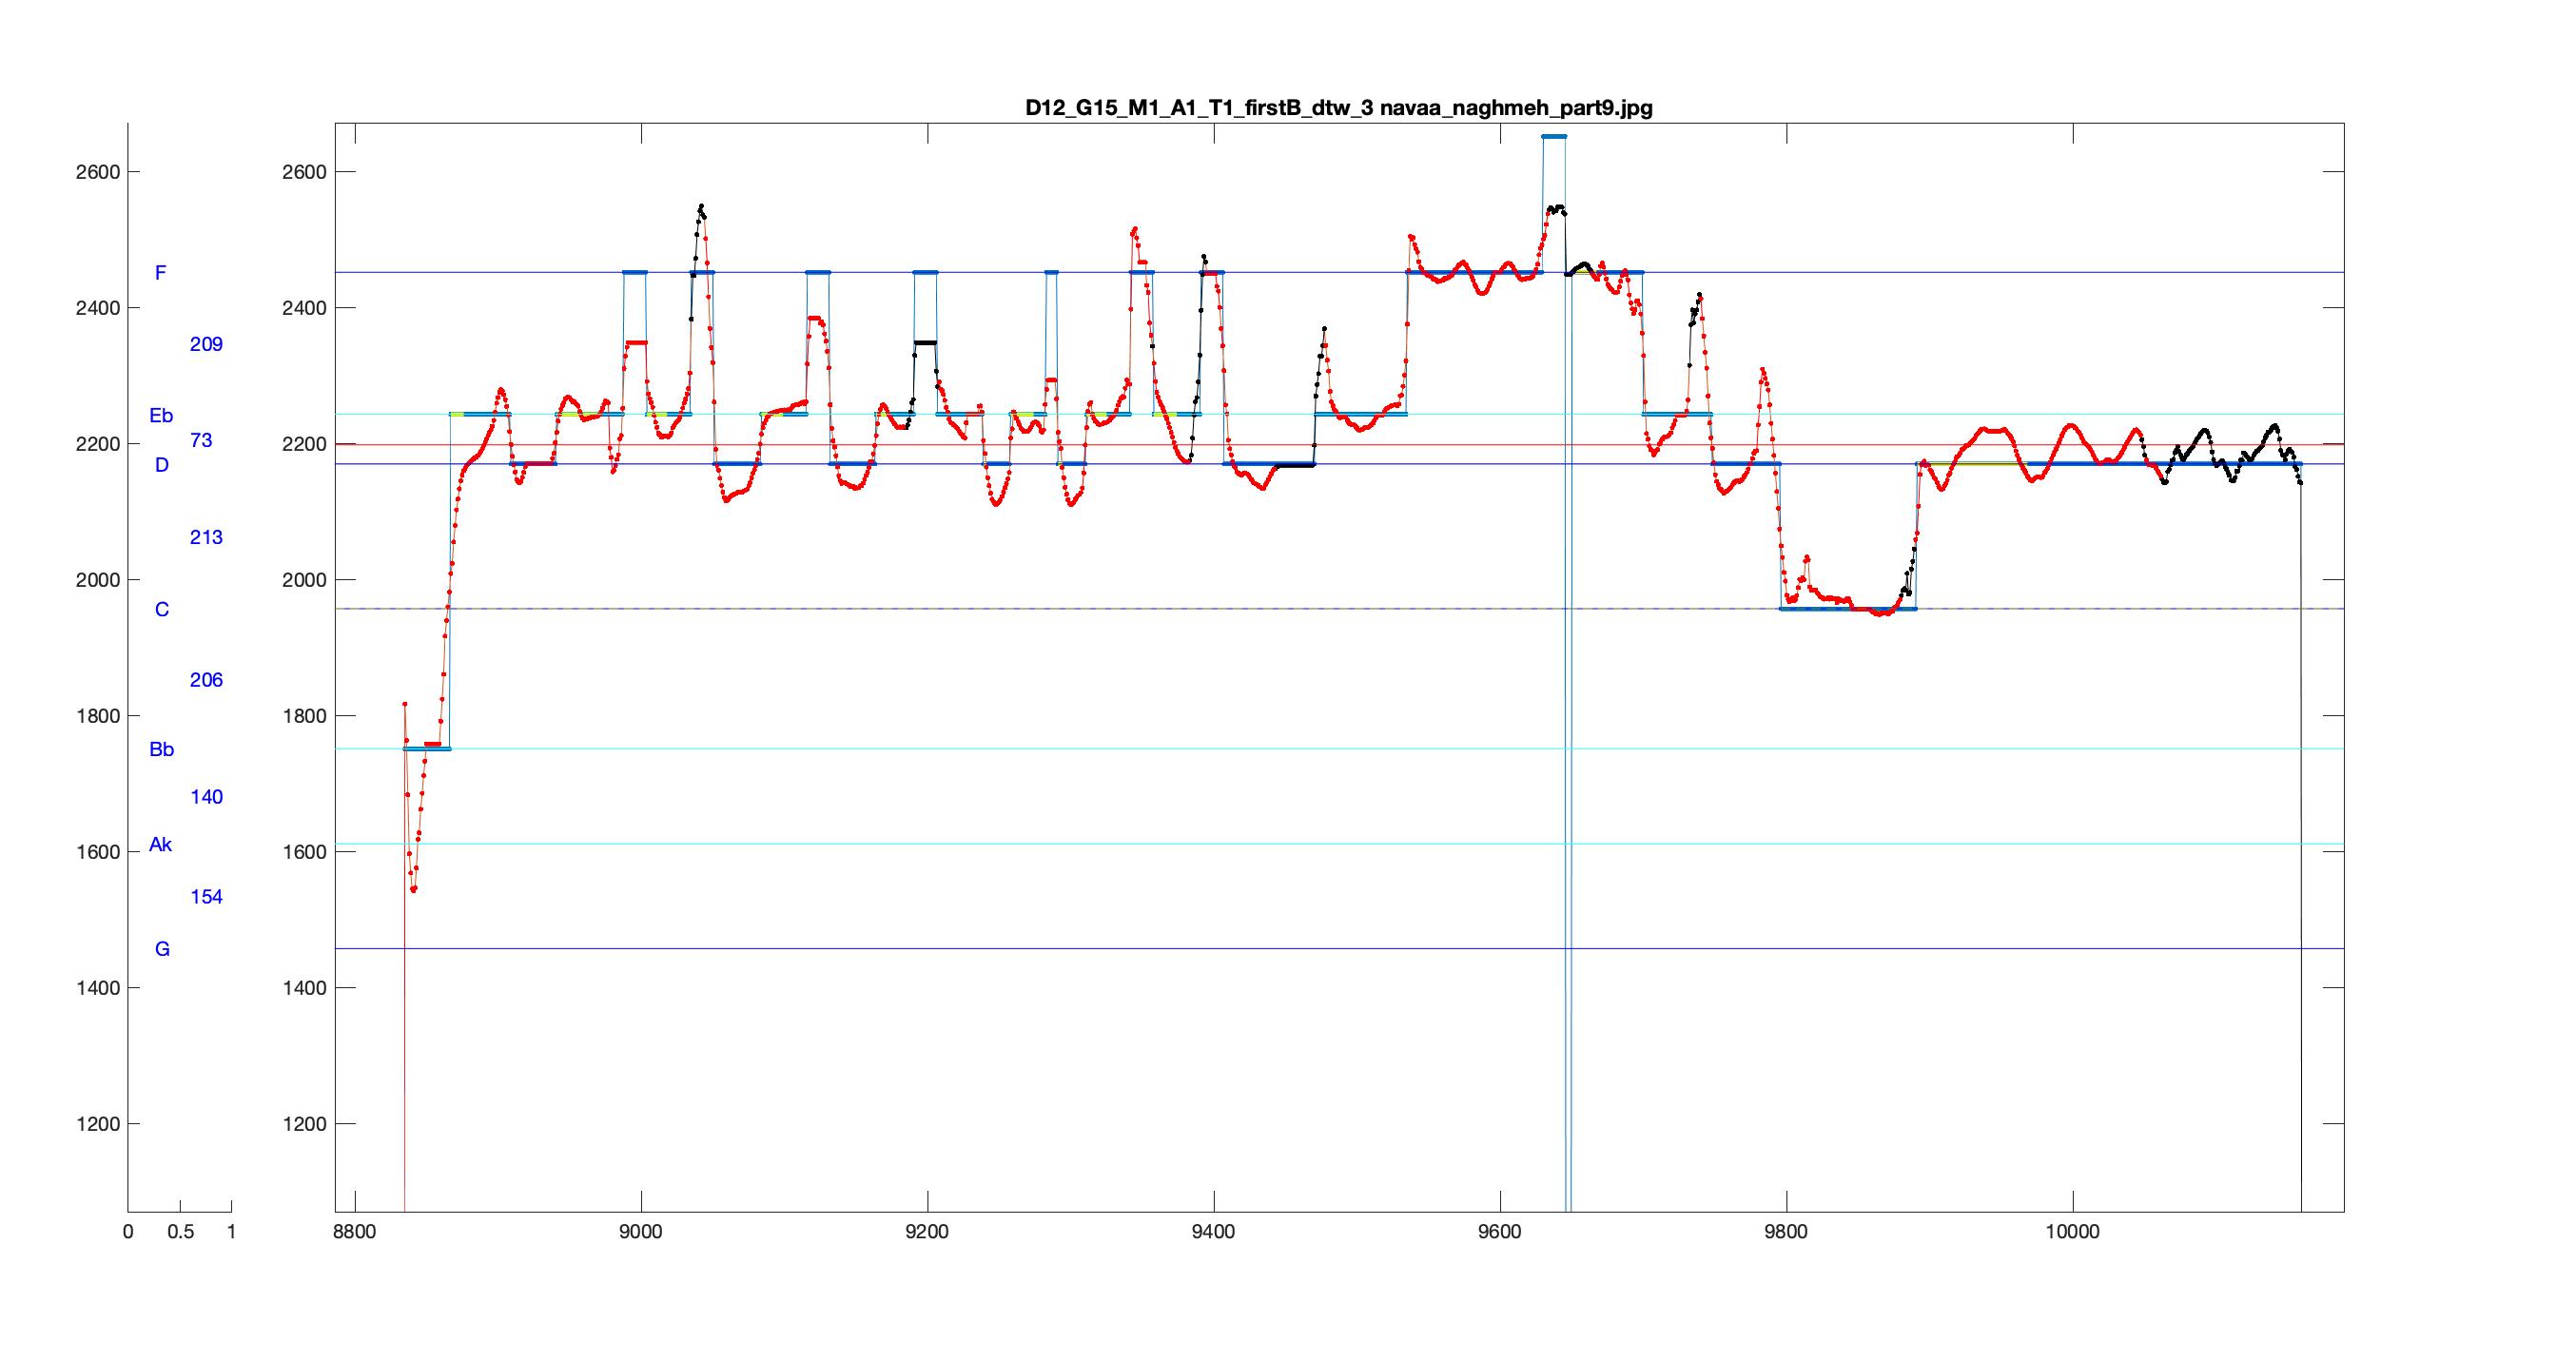 D12_G15_M1_A1_T1_firstB_dtw_3 navaa_naghmeh_part9.jpg
2600 2600
F
2400 2400
209
Eb
73
2200 2200
D
213
2000 2000
C
206
1800 1800
Bb
140
1600 Ak 1600
154
G
1400 1400
1200 1200
0 0.5 1 8800 9000 9200 9400 9600 9800 10000